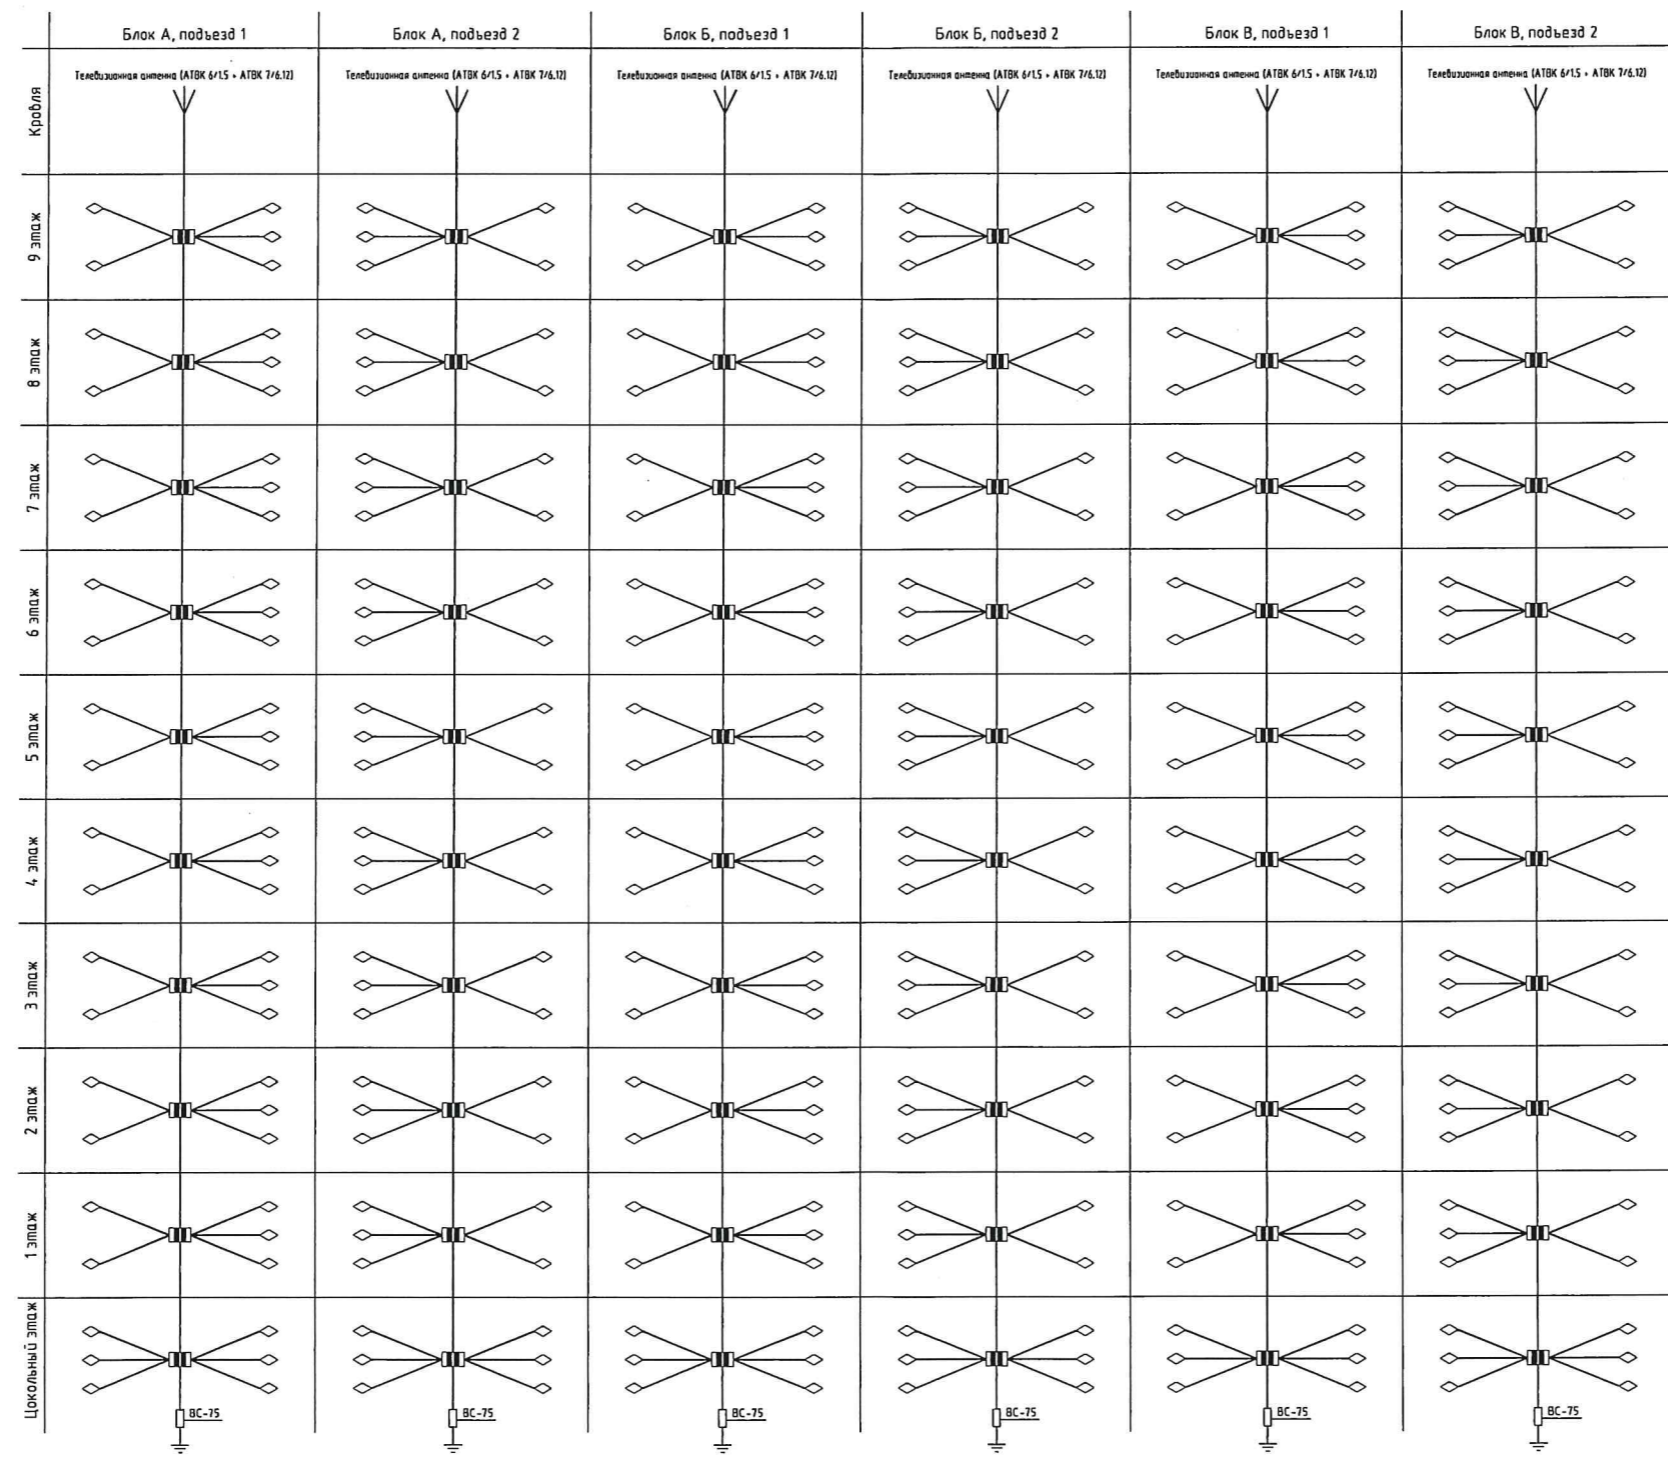 Блок А, подъезд 1
Блок А, подъезд 2
Блок Б, подъезд 1
Блок Б, подъезд 2
Блок В, подъезд 1
Блок В, подъезд 2
Кровля
Телевизионная антенна (АТВК 6/1.5 + АТВК 7/6.12)
Телевизионная антенна (АТВК 6/1.5 + АТВК 7/6.12)
Телевизионная антенна (АТВК 6/1.5 + АТВК 7/6.12)
Телевизионная антенна (АТВК 6/1.5 + АТВК 7/6.12)
Телевизионная антенна (АТВК 6/1.5 + АТВК 7/6.12)
Телевизионная антенна (АТВК 6/1.5 + АТВК 7/6.12)
9 этаж
8 этаж
7 этаж
6 этаж
5 этаж
4 этаж
3 этаж
2 этаж
1 этаж
Цокольный этаж
ВС-75
ВС-75
ВС-75
ВС-75
ВС-75
ВС-75